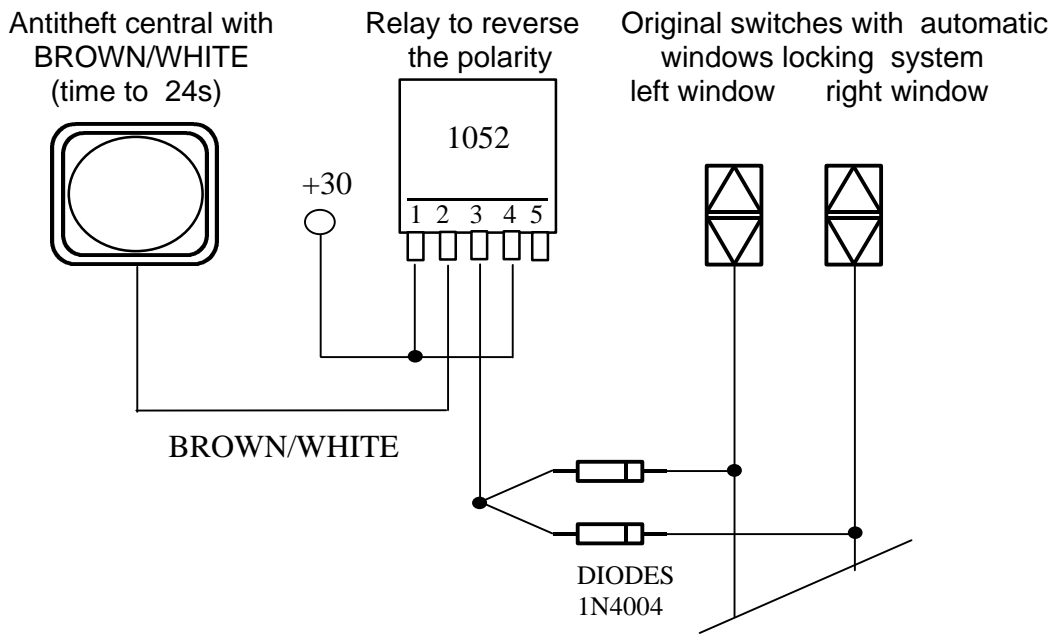 Antitheft central with
BROWN/WHITE
(time to 24s)
Relay to reverse
the polarity
Original switches with automatic
windows locking system
left window right window
1052
+30
1 2 3 4 5
BROWN/WHITE
DIODES
1N4004